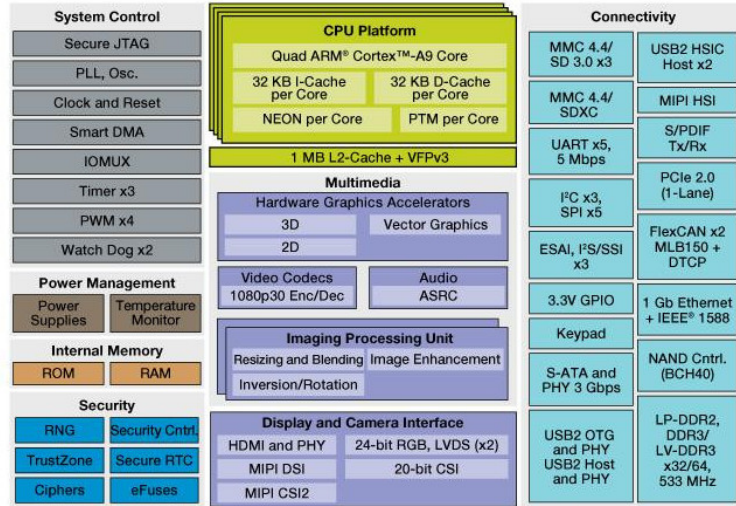 System Control
Secure JTAG
PLL, Osc.
Clock and Reset
Smart DMA
IOMUX
Timer x3
PWM x4
Watch Dog x2
Power Management
Power
Supplies
Temperature
Monitor
Internal Memory
ROM
RAM
Security
RNG
Security Cntrl.
TrustZone
Secure RTC
Ciphers
eFuses
CPU Platform
Quad ARM® Cortex™-A9 Core
32 KB I-Cache
per Core
32 KB D-Cache
per Core
NEON per Core
PTM per Core
1 MB L2-Cache + VFPv3
Multimedia
Hardware Graphics Accelerators
3D
Vector Graphics
2D
Video Codecs
1080p30 Enc/Dec
Audio
ASRC
Imaging Processing Unit
Resizing and Blending
Image Enhancement
Inversion/Rotation
Display and Camera Interface
HDMI and PHY
24-bit RGB, LVDS (x2)
MIPI DSI
20-bit CSI
MIPI CSI2
Connectivity
MMC 4.4/
SD 3.0 x3
MMC 4.4/
SDXC
UART x5,
5 Mbps
I²C x3,
SPI x5
ESAI, I²S/SSI
x3
3.3V GPIO
Keypad
S-ATA and
PHY 3 Gbps
USB2 OTG
and PHY
USB2 Host
and PHY
USB2 HSIC
Host x2
MIPI HSI
S/PDIF
Tx/Rx
PCIe 2.0
(1-Lane)
FlexCAN x2
MLB150 +
DTCP
1 Gb Ethernet
+ IEEE® 1588
NAND Cntrl.
(BCH40)
LP-DDR2,
DDR3/
LV-DDR3
x32/64,
533 MHz